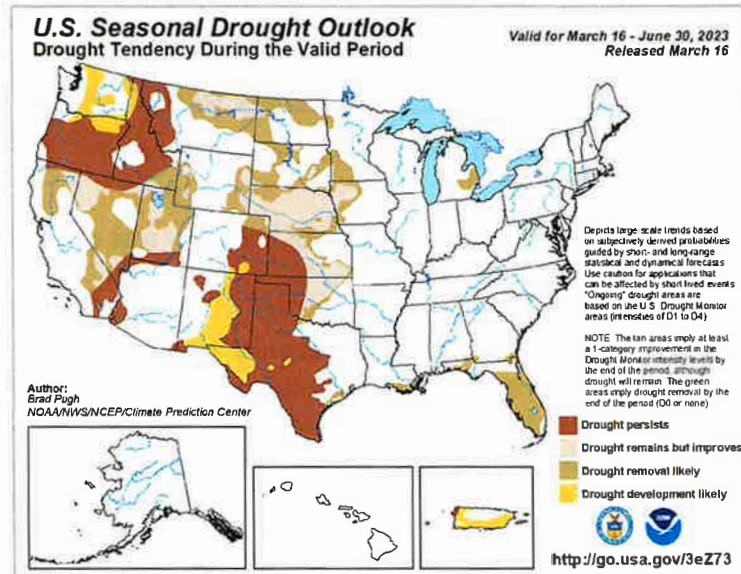 U.S. Seasonal Drought Outlook
Drought Tendency During the Valid Period
Valid for March 16 - June 30, 2023
Released March 16
Depicts large-scale trends based
on subjectively derived probabilities
guided by short- and long-range
statistical and dynamical forecasts
Use caution for applications that
can be affected by short lived events
"Ongoing" drought areas are
based on the U.S. Drought Monitor
areas (intensities of D1 to D4)
NOTE The tan areas imply at least
a 1-category improvement in the
Drought Monitor intensity levels by
the end of the period, although
drought will remain The green
areas imply drought removal by the
end of the period (D0 or none)
Author:
Brad Pugh
NOAA/NWS/NCEP/Climate Prediction Center
Drought persists
Drought remains but improves
Drought removal likely
Drought development likely
http://go.usa.gov/3eZ73